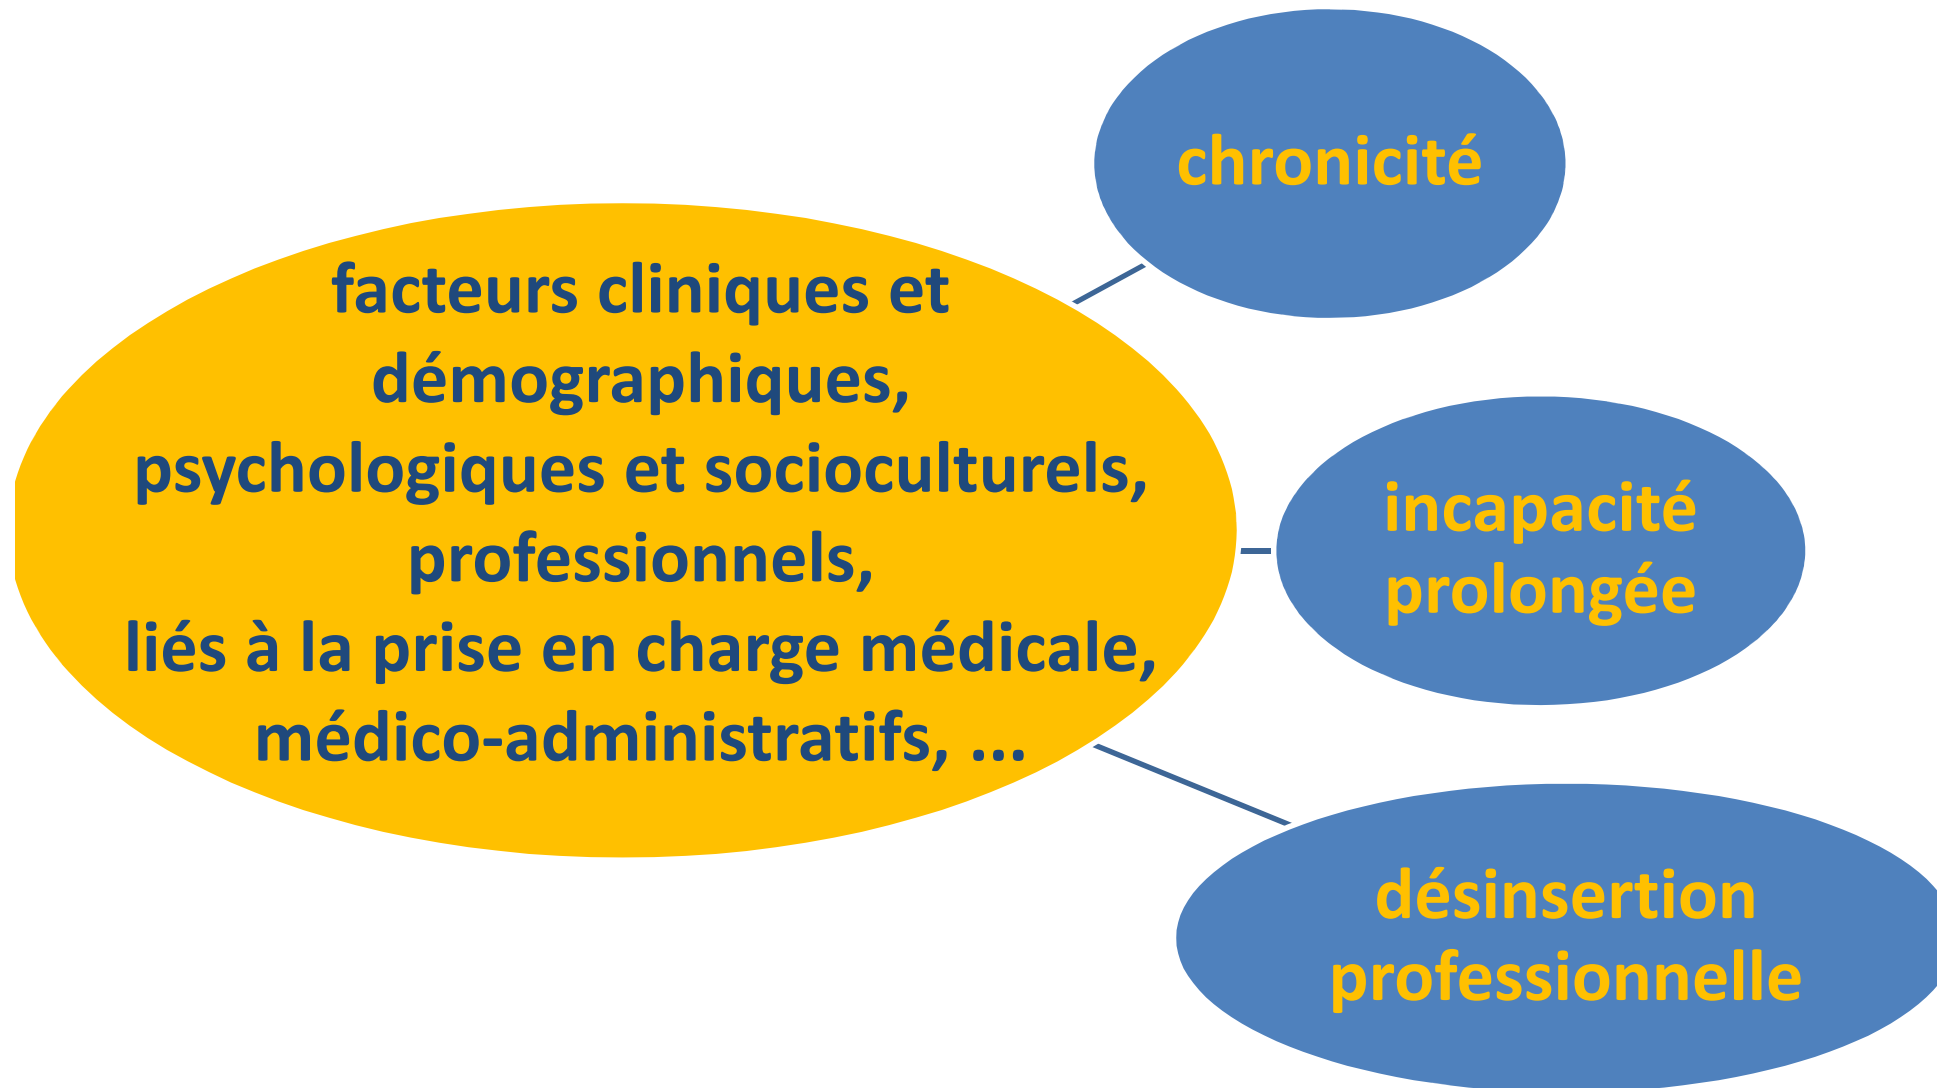 facteurs cliniques et
démographiques,
psychologiques et socioculturels,
professionnels,
liés à la prise en charge médicale,
médico-administratifs, ...
chronicité
incapacité
prolongée
désinsertion
professionnelle